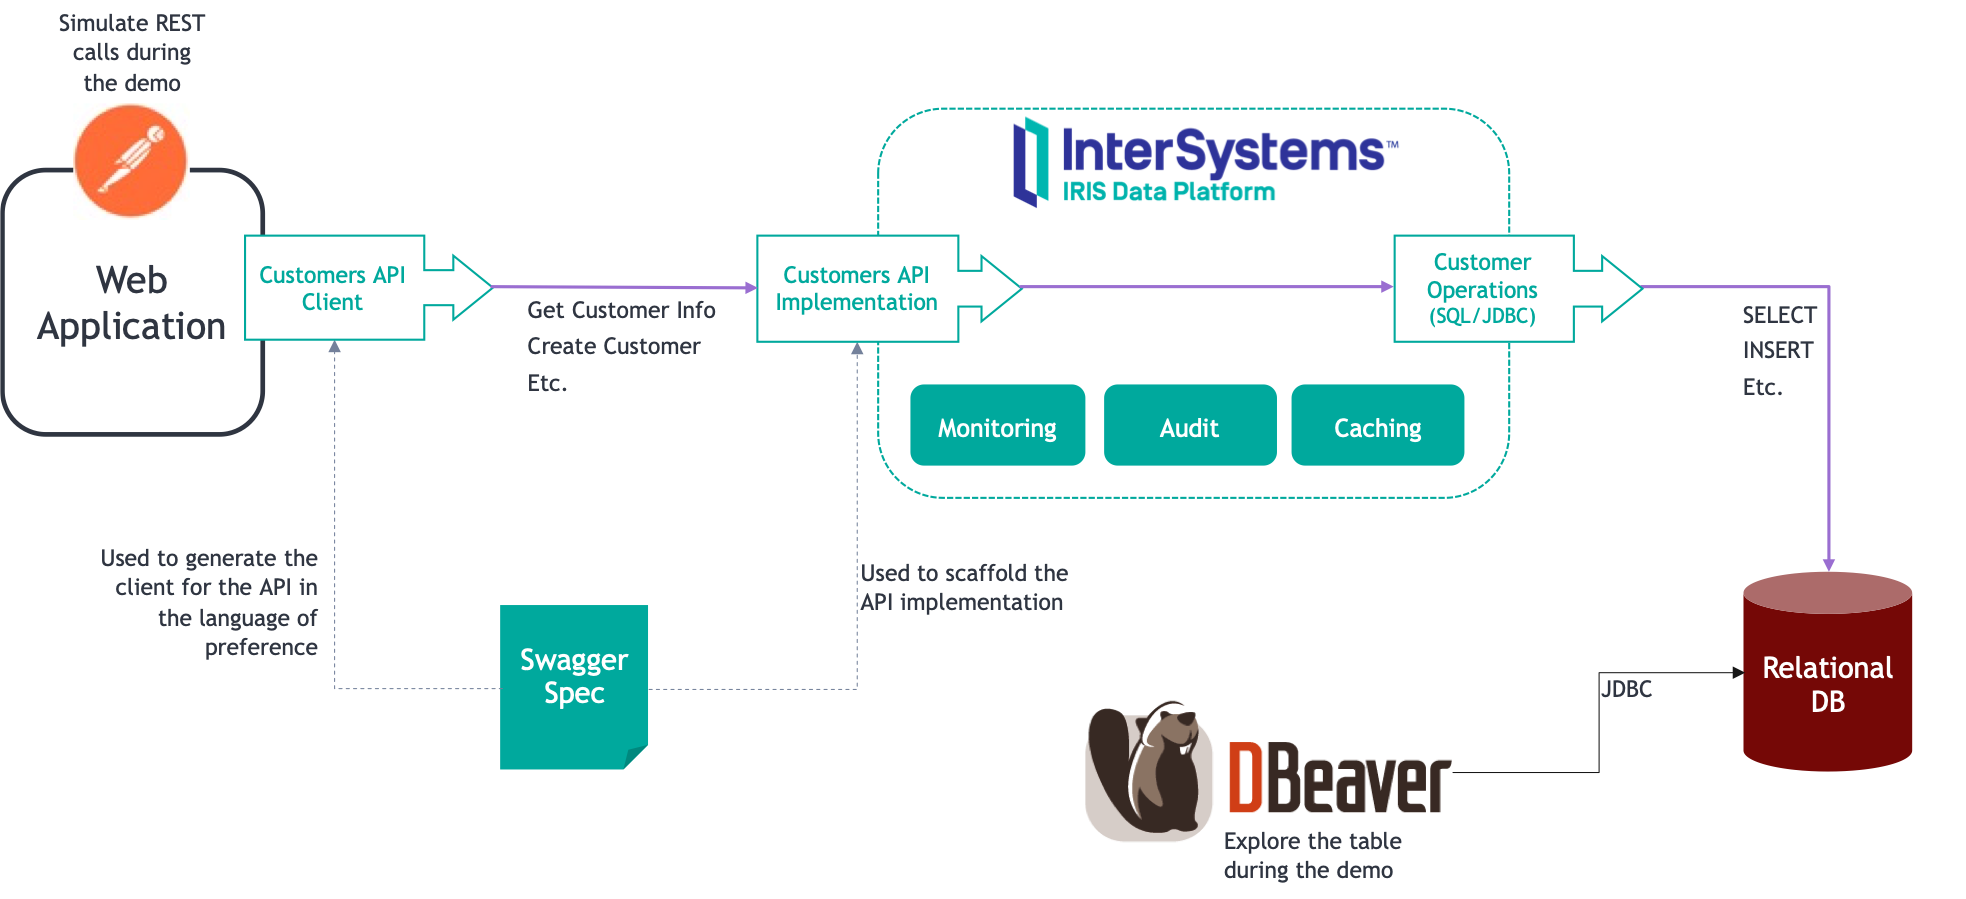 Simulate REST
calls during
the demo
Web
Application
Customers API
Client
Get Customer Info
Create Customer
Etc.
InterSystems™
IRIS Data Platform
Customers API
Implementation
Customer
Operations
(SQL/JDBC)
Monitoring
Audit
Caching
SELECT
INSERT
Etc.
Used to generate the
client for the API in
the language of
preference
Swagger
Spec
Used to scaffold the
API implementation
JDBC
Relational
DB
DBeaver
Explore the table
during the demo